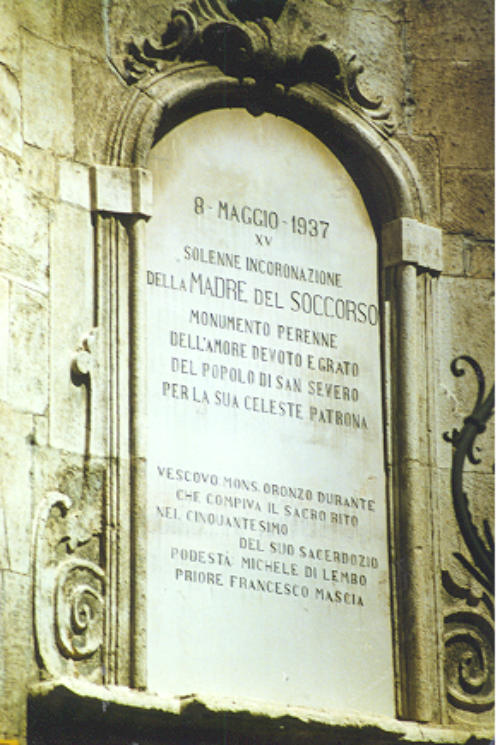 8-MAGGIO-1937
XV
SOLENNE INCORONAZIONE
DELLA MADRE DEL SOCCORSO
MONUMENTO PERENNE
DELL'AMORE DEVOTO E GRATO
DEL POPOLO DI SAN SEVERO
PER LA SUA CELESTE PATRONA
VESCOVO MONS. ORONZO DURANTE
CHE COMPIVA IL SACRO RITO
NEL CINQUANTESIMO
DEL SUO SACERDOZIO
PODESTÀ MICHELE DI LEMBO
PRIORE FRANCESCO MASCIA